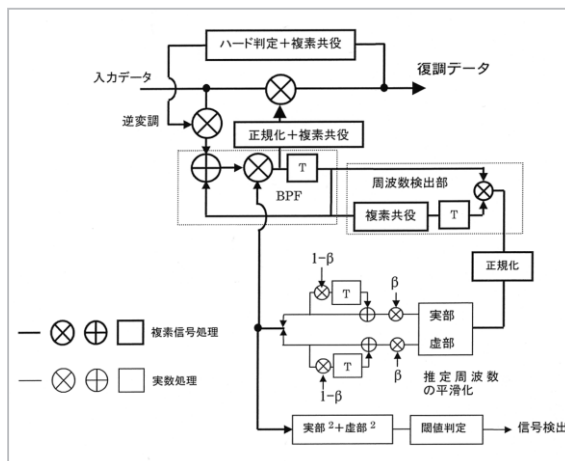 ハード判定＋複素共役
入力データ
復調データ
逆変調
正規化＋複素共役
T
BPF
周波数検出部
複素共役
T
正規化
1-β
T
β
実部
虚部
T
β
1-β
推定周波数
の平滑化
複素信号処理
実数処理
実部²＋虚部²
閾値判定
信号検出